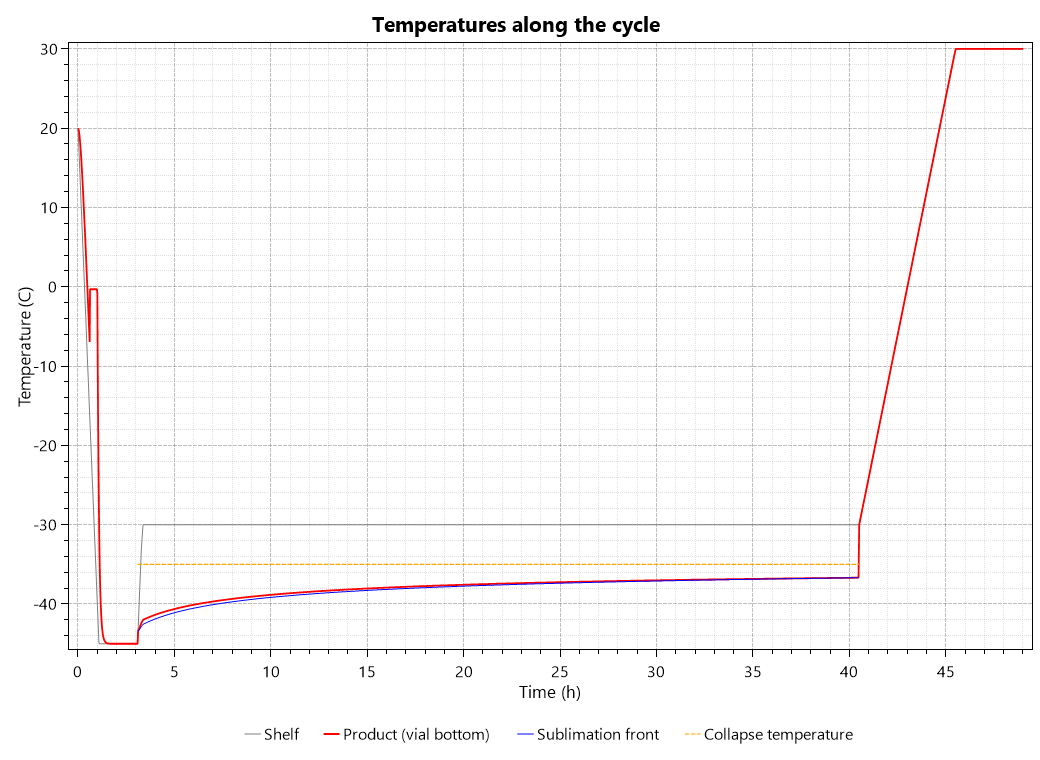 Temperatures along the cycle
30
20
10
0
-10
-20
-30
-40
Temperature (C)
0 5 10 15 20 25 30 35 40 45
Time (h)
Shelf Product (vial bottom) Sublimation front Collapse temperature